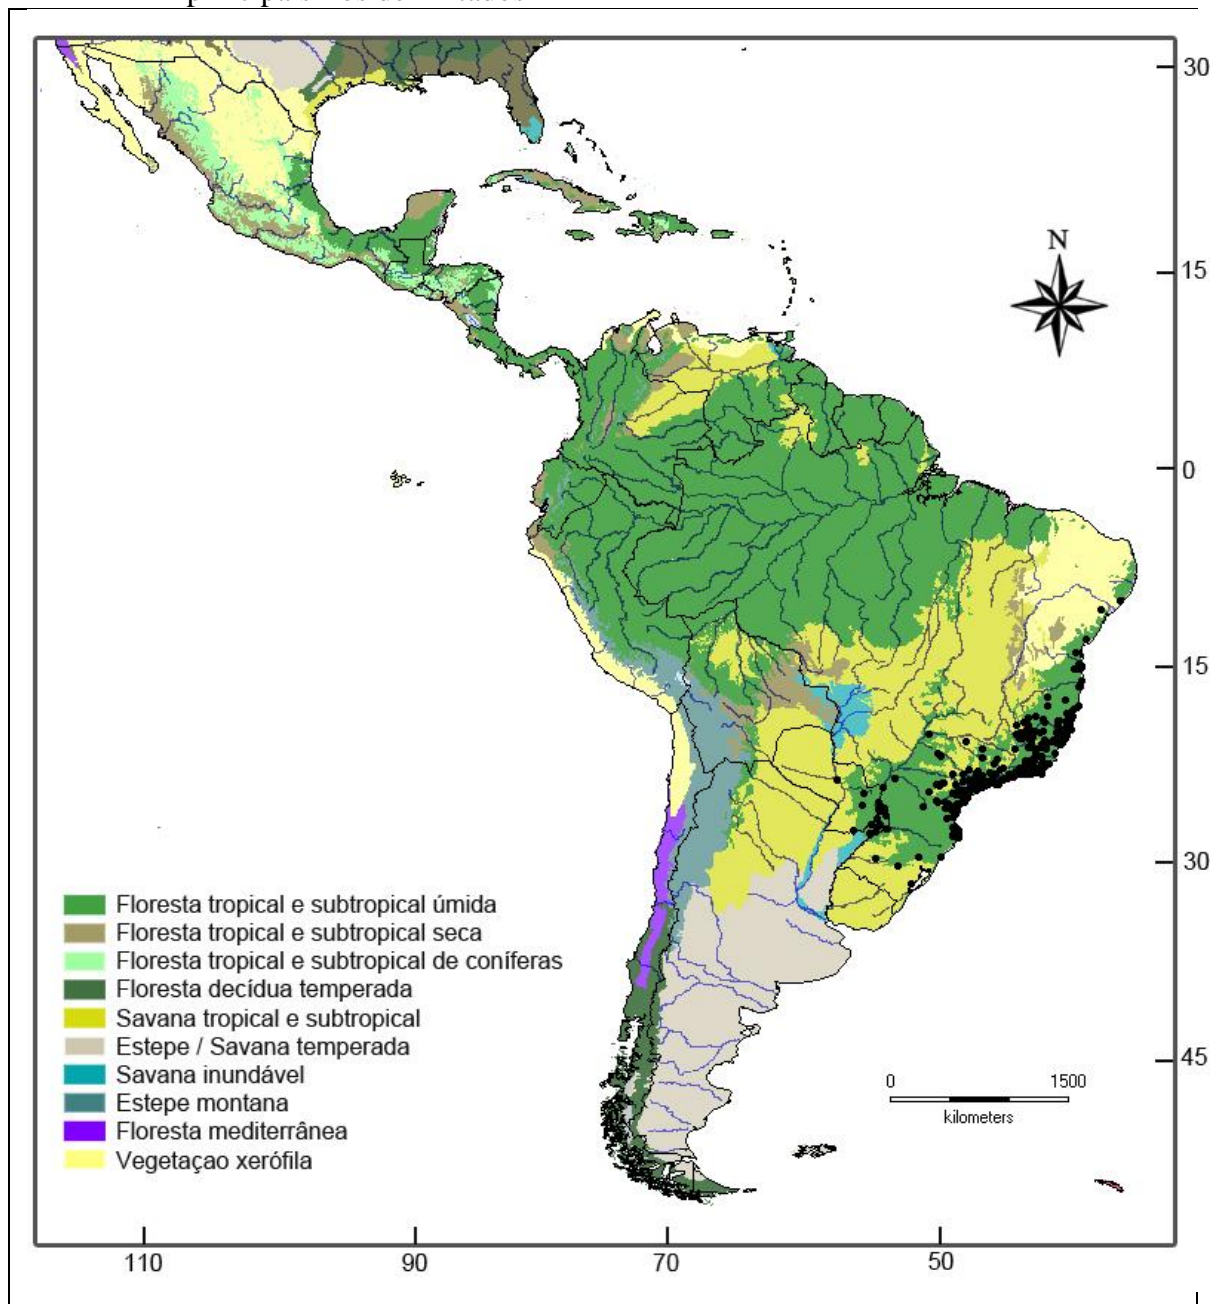 N
30
15
0
15
30
45
Floresta tropical e subtropical úmida
Floresta tropical e subtropical seca
Floresta tropical e subtropical de coníferas
Floresta decídua temperada
Savana tropical e subtropical
Estepe / Savana temperada
Savana inundável
Estepe montana
Floresta mediterrânea
Vegetaçao xerófila
0 1500
kilometers
110 90 70 50